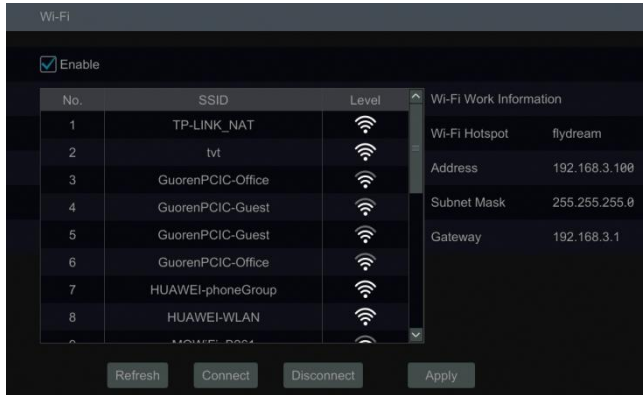 Wi-Fi
Enable
No. SSID Level
1 TP-LINK_NAT
2 tvt
3 GuorenPCIC-Office
4 GuorenPCIC-Guest
5 GuorenPCIC-Guest
6 GuorenPCIC-Office
7 HUAWEI-phoneGroup
8 HUAWEI-WLAN
Wi-Fi Work Information
Wi-Fi Hotspot flydream
Address 192.168.3.100
Subnet Mask 255.255.255.0
Gateway 192.168.3.1
Refresh Connect Disconnect Apply